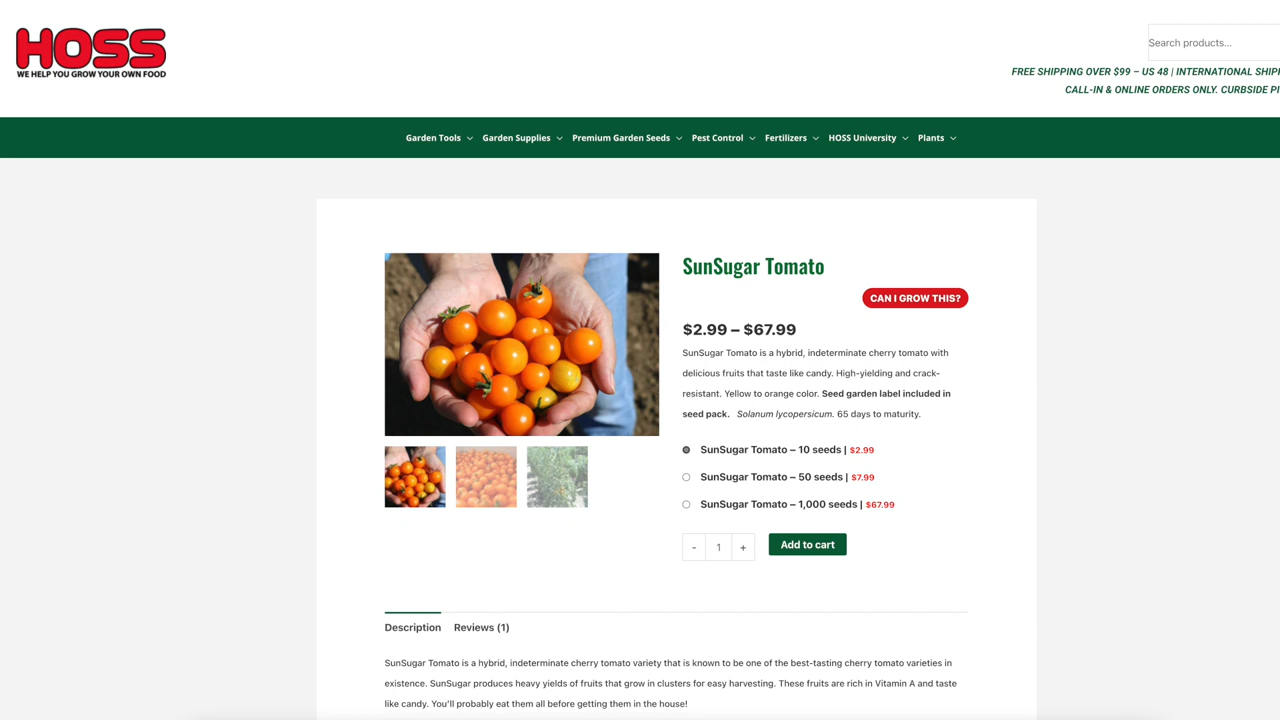 HOSS
WE HELP YOU GROW YOUR OWN FOOD
Search products...
FREE SHIPPING OVER $99 – US 48 | INTERNATIONAL
CALL-IN & ONLINE ORDERS ONLY. CURBSIDE
Garden Tools Garden Supplies Premium Garden Seeds Pest Control Fertilizers HOSS University Plants
SunSugar Tomato
CAN I GROW THIS?
$2.99 – $67.99
SunSugar Tomato is a hybrid, indeterminate cherry tomato with
delicious fruits that taste like candy. High-yielding and crack-
resistant. Yellow to orange color. Seed garden label included in
seed pack. Solanum lycopersicum. 65 days to maturity.
SunSugar Tomato – 10 seeds | $2.99
SunSugar Tomato – 50 seeds | $7.99
SunSugar Tomato – 1,000 seeds | $67.99
- 1 +
Add to cart
Description Reviews (1)
SunSugar Tomato is a hybrid, indeterminate cherry tomato variety that is known to be one of the best-tasting cherry tomato varieties in
existence. SunSugar produces heavy yields of fruits that grow in clusters for easy harvesting. These fruits are rich in Vitamin A and taste
like candy. You'll probably eat them all before getting them in the house!